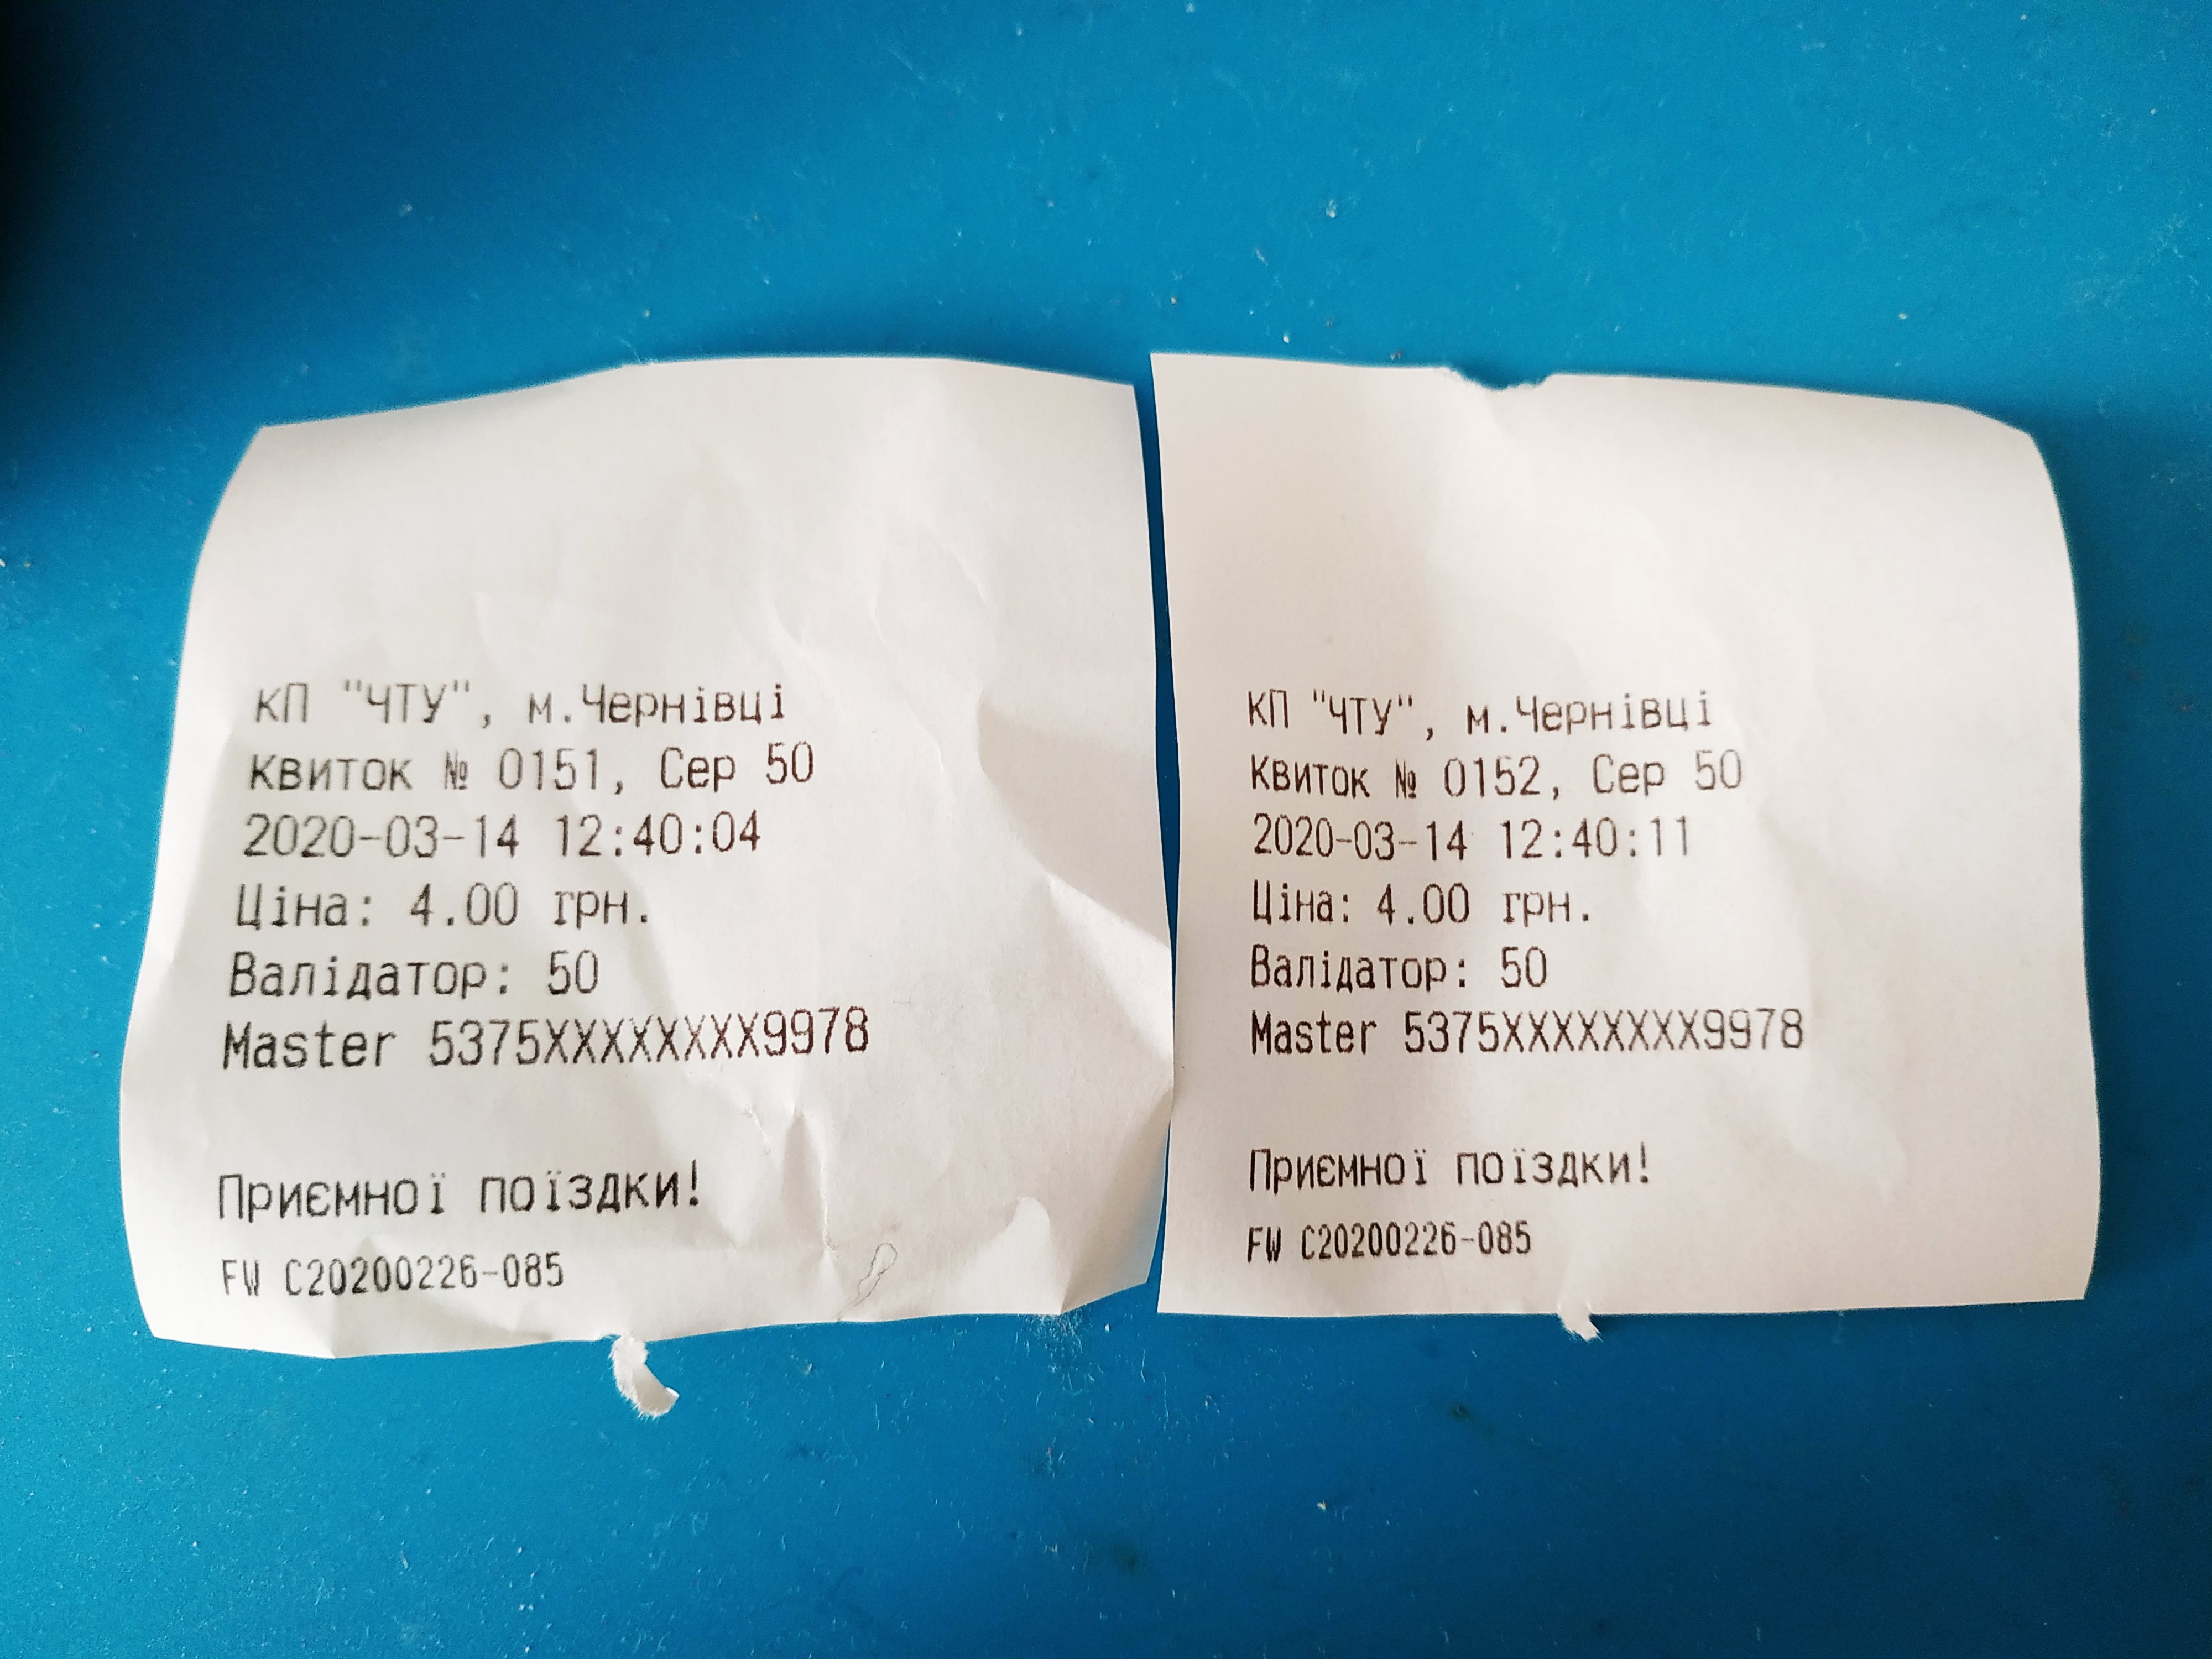 КП "ЧТУ", м.Чернівці
Квиток № 0151, Сер 50
2020-03-14 12:40:04
Ціна: 4.00 грн.
Валідатор: 50
Master 5375XXXXXXXX9978
Приємної поїздки!
FW C20200226-085
КП "ЧТУ", м.Чернівці
Квиток № 0152, Сер 50
2020-03-14 12:40:11
Ціна: 4.00 грн.
Валідатор: 50
Master 5375XXXXXXXX9978
Приємної поїздки!
FW C20200226-085